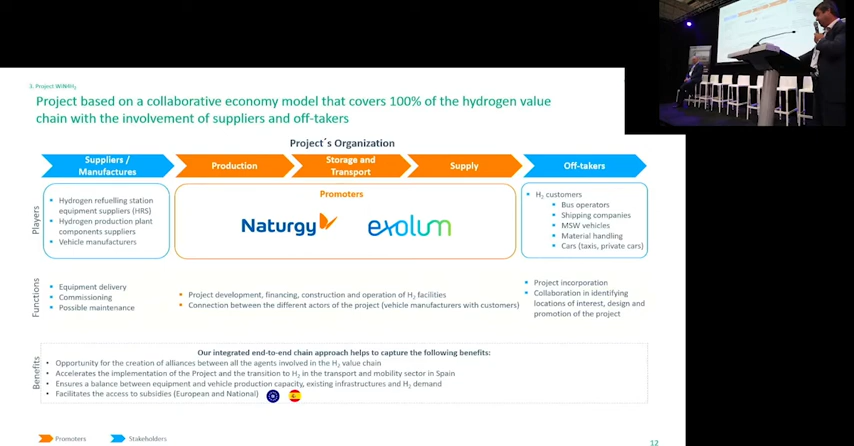 3. Project WIN4H₂
Project based on a collaborative economy model that covers 100% of the hydrogen value
chain with the involvement of suppliers and off-takers
Project´s Organization
Suppliers /
Manufactures
Production
Storage and
Transport
Supply
Off-takers
Players
• Hydrogen refuelling station
equipment suppliers (HRS)
• Hydrogen production plant
components suppliers
• Vehicle manufacturers
Promoters
Naturgy
exolum
• H₂ customers
• Bus operators
• Shipping companies
• MSW vehicles
• Material handling
• Cars (taxis, private cars)
Functions
• Equipment delivery
• Commissioning
• Possible maintenance
• Project development, financing, construction and operation of H₂ facilities
• Connection between the different actors of the project (vehicle manufacturers with customers)
• Project incorporation
• Collaboration in identifying
locations of interest, design and
promotion of the project
Benefits
Our integrated end-to-end chain approach helps to capture the following benefits:
• Opportunity for the creation of alliances between all the agents involved in the H₂ value chain
• Accelerates the implementation of the Project and the transition to H₂ in the transport and mobility sector in Spain
• Ensures a balance between equipment and vehicle production capacity, existing infrastructures and H₂ demand
• Facilitates the access to subsidies (European and National)
Promoters
Stakeholders
12